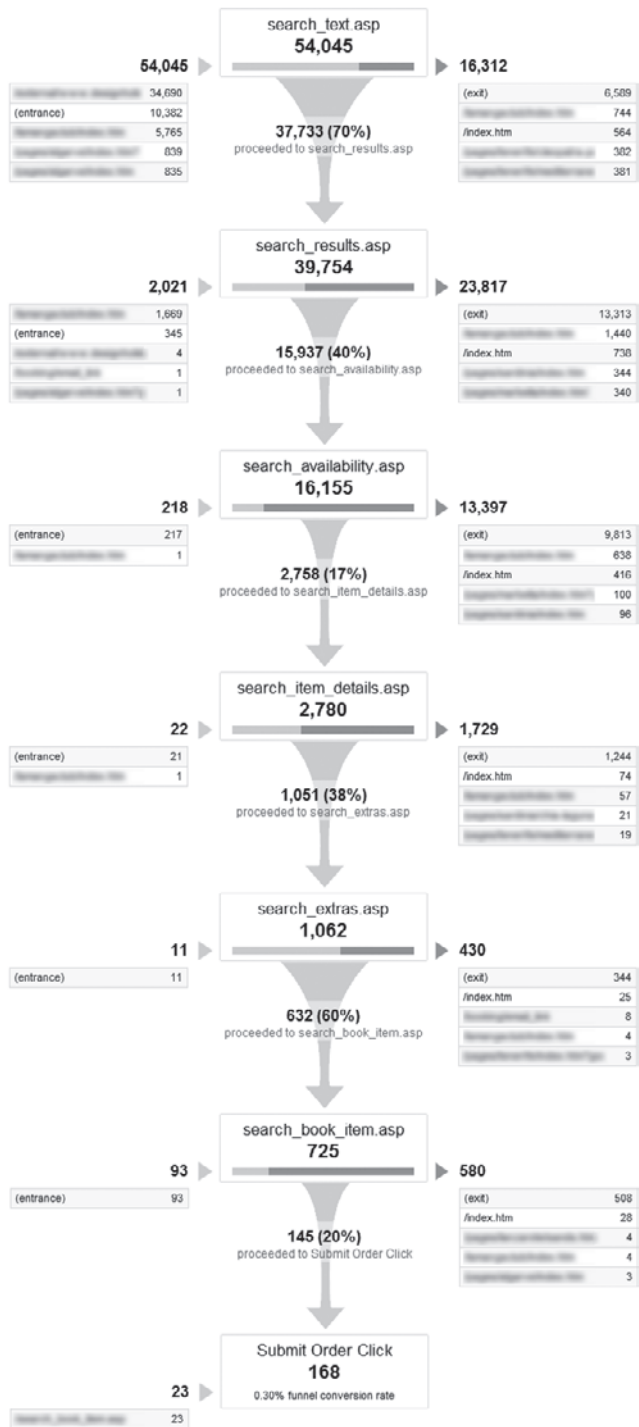 search_text.asp
54,045
54,045
16,312
34,690
(entrance) 10,382
5,765
839
835
37,733 (70%)
proceeded to search_results.asp
(exit) 6,589
744
/index.htm 564
382
381
search_results.asp
39,754
2,021
23,817
1,669
(entrance) 345
4
1
1
15,937 (40%)
proceeded to search_availability.asp
(exit) 13,313
1,440
/index.htm 738
344
340
search_availability.asp
16,155
218
13,397
(entrance) 217
1
2,758 (17%)
proceeded to search_item_details.asp
(exit) 9,813
638
/index.htm 416
100
96
search_item_details.asp
2,780
22
1,729
(entrance) 21
1
1,051 (38%)
proceeded to search_extras.asp
(exit) 1,244
/index.htm 74
57
21
19
search_extras.asp
1,062
11
430
(entrance) 11
632 (60%)
proceeded to search_book_item.asp
(exit) 344
/index.htm 25
8
4
3
search_book_item.asp
725
93
580
(entrance) 93
145 (20%)
proceeded to Submit Order Click
(exit) 508
/index.htm 28
4
4
3
Submit Order Click
168
0.30% funnel conversion rate
23
23